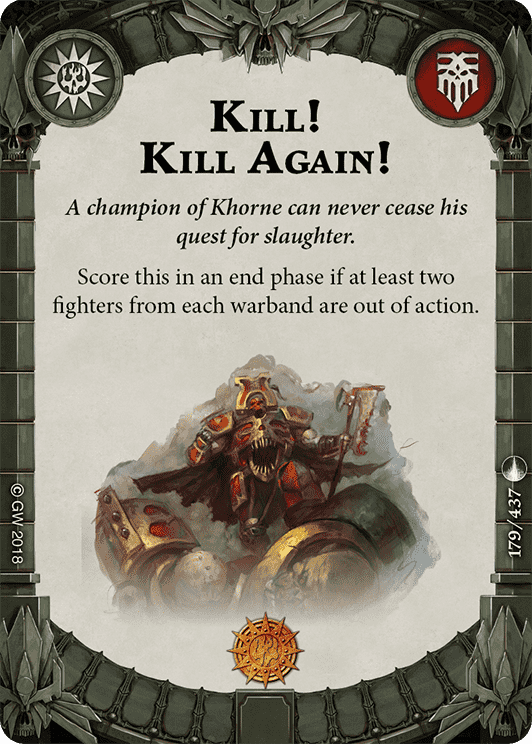 Kill!
Kill Again!
A champion of Khorne can never cease his
quest for slaughter.
Score this in an end phase if at least two
fighters from each warband are out of action.
© GW 2018
179/437